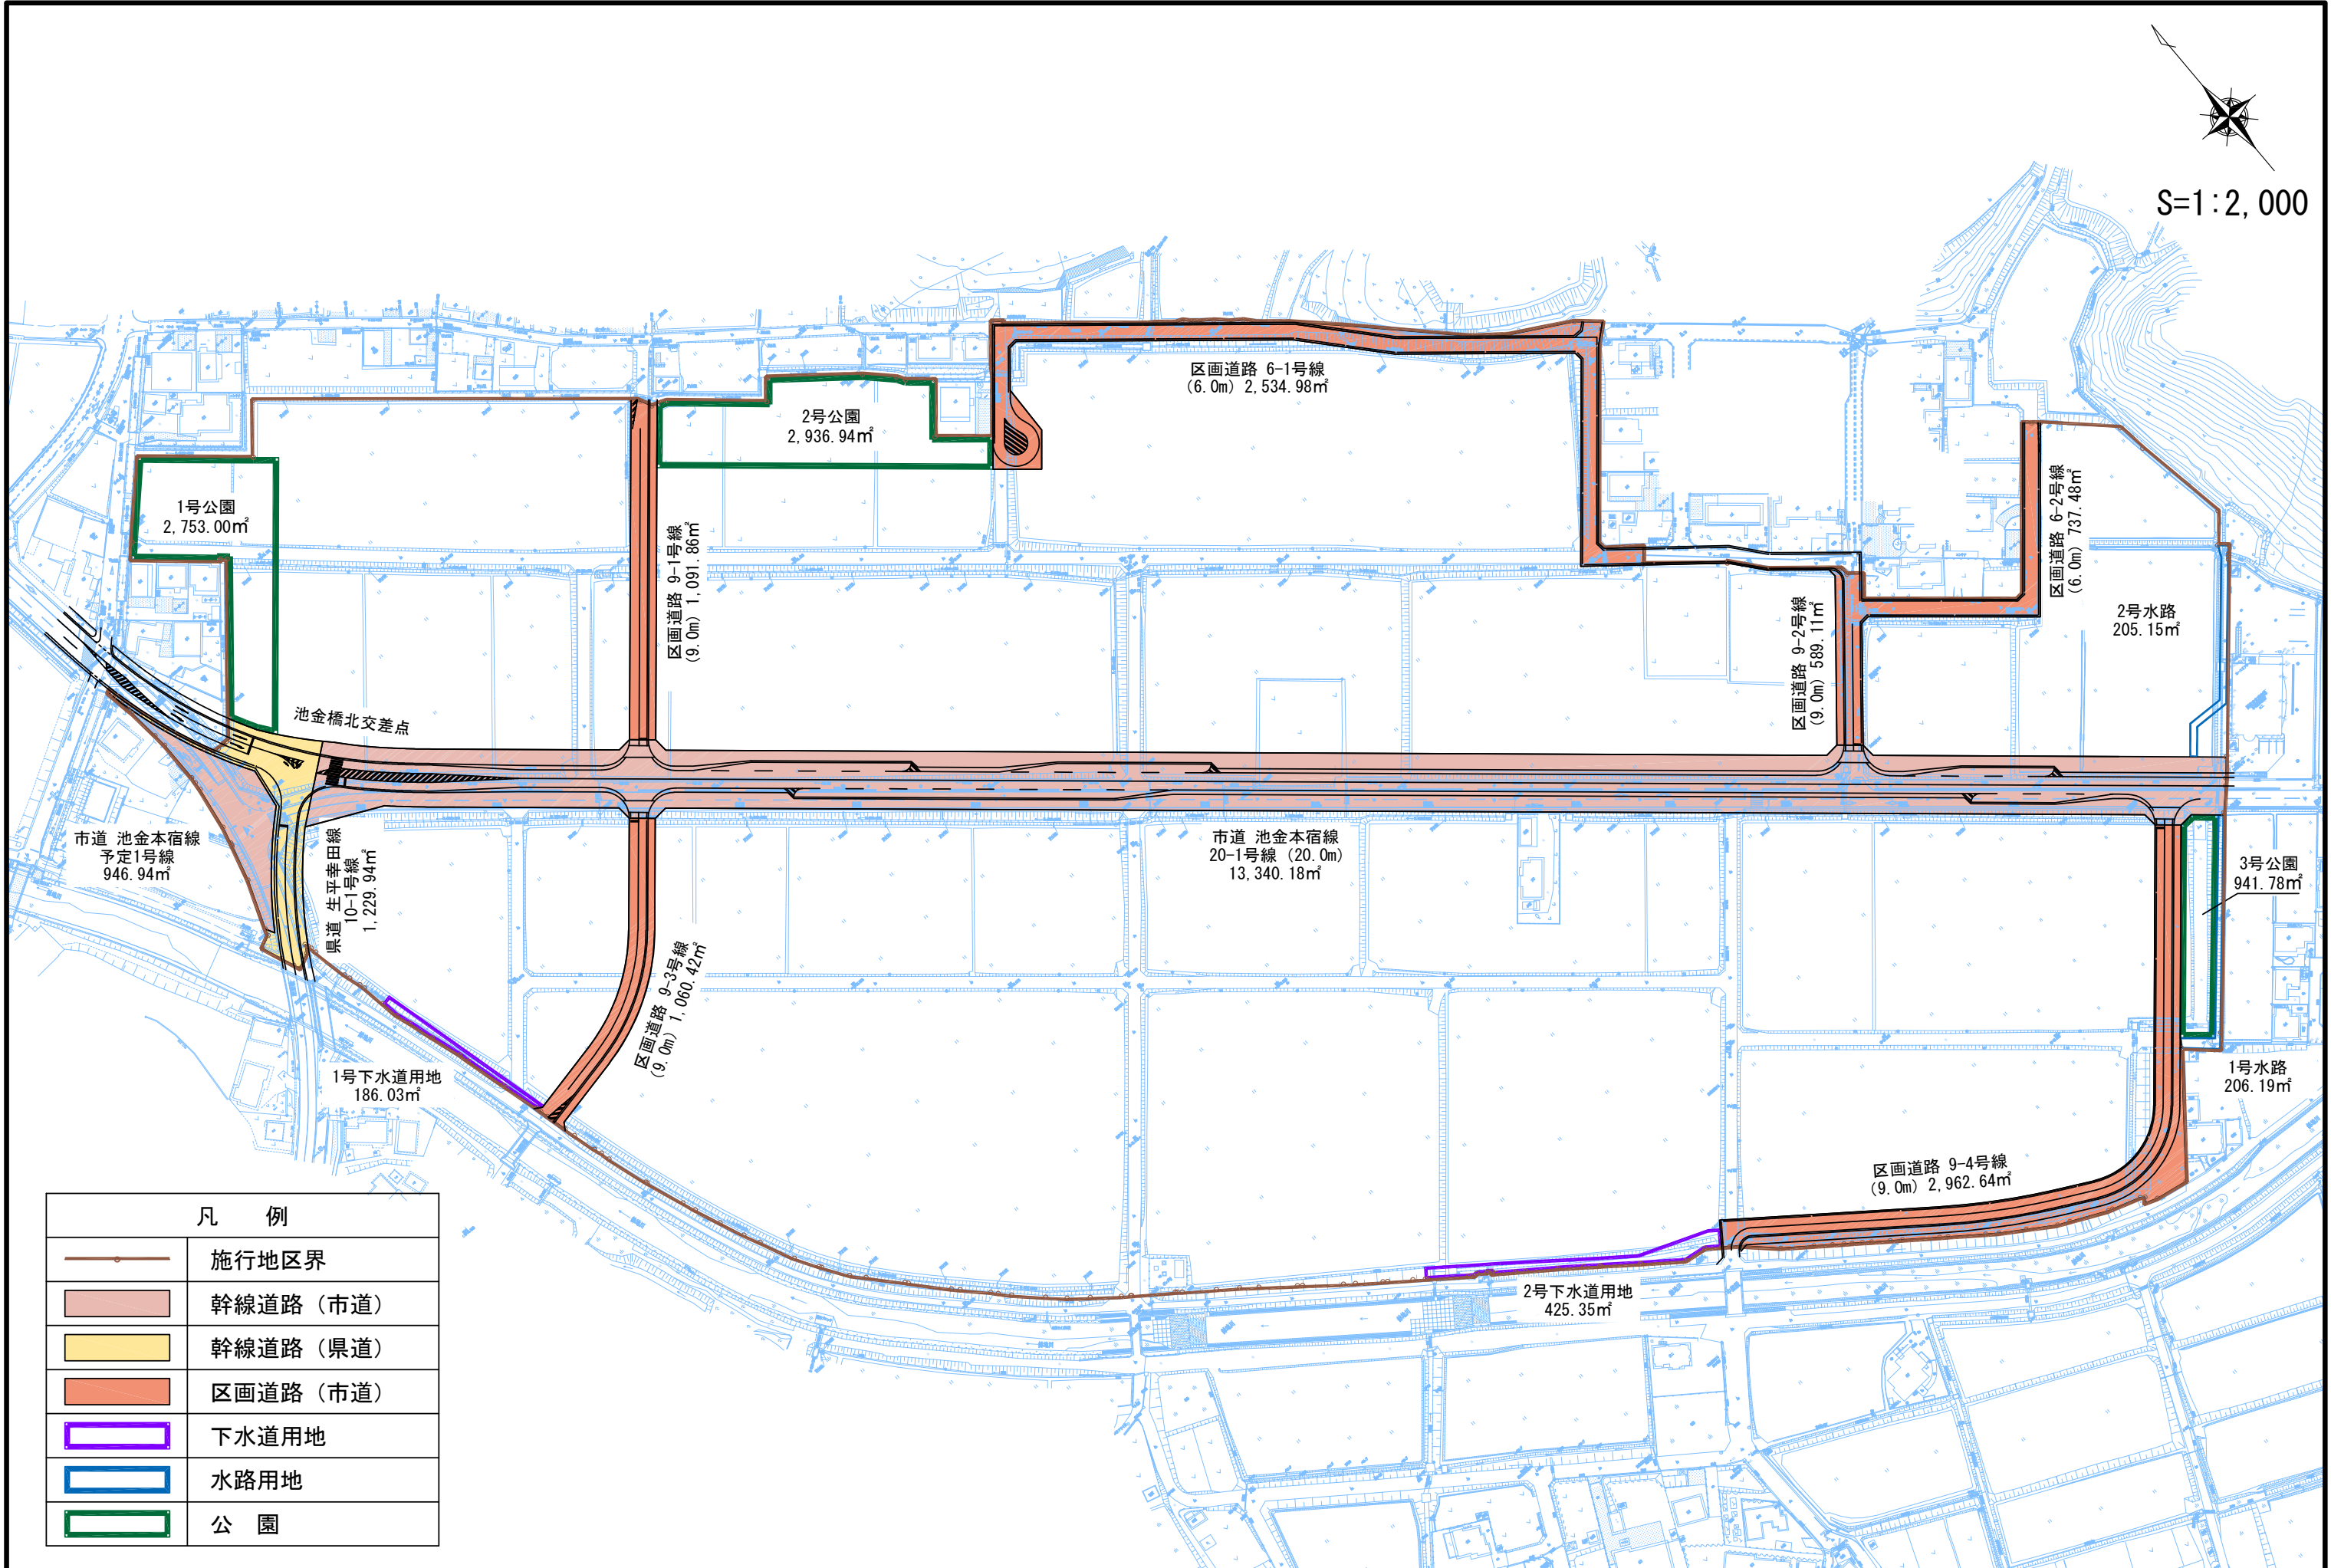 S=1:2,000
区画道路 6-1号線
(6.0m) 2,534.98㎡
2号公園
2,936.94㎡
1号公園
2,753.00㎡
区画道路 9-1号線
(9.0m) 1,091.86㎡
区画道路 6-2号線
(6.0m) 737.48㎡
2号水路
205.15㎡
区画道路 9-2号線
(9.0m) 589.11㎡
池金橋北交差点
市道 池金本宿線
予定1号線
946.94㎡
県道 生平幸田線
10-1号線
1,229.94㎡
市道 池金本宿線
20-1号線 (20.0m)
13,340.18㎡
3号公園
941.78㎡
区画道路 9-3号線
(9.0m) 1,060.42㎡
1号下水道用地
186.03㎡
1号水路
206.19㎡
区画道路 9-4号線
(9.0m) 2,962.64㎡
2号下水道用地
425.35㎡
凡 例
施行地区界
幹線道路(市道)
幹線道路(県道)
区画道路(市道)
下水道用地
水路用地
公 園